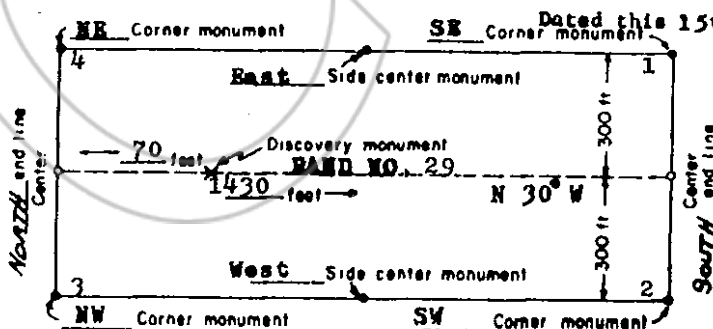 Dated this 15
NE Corner monument SE Corner monument
4 1
East Side center monument
300 ft
70 feet Discovery monument
BAND NO. 29
1430 feet N 30° W
NORTH end line
Center
Center
SOUTH end line
300 ft
West Side center monument
3 2
NW Corner monument SW Corner monument